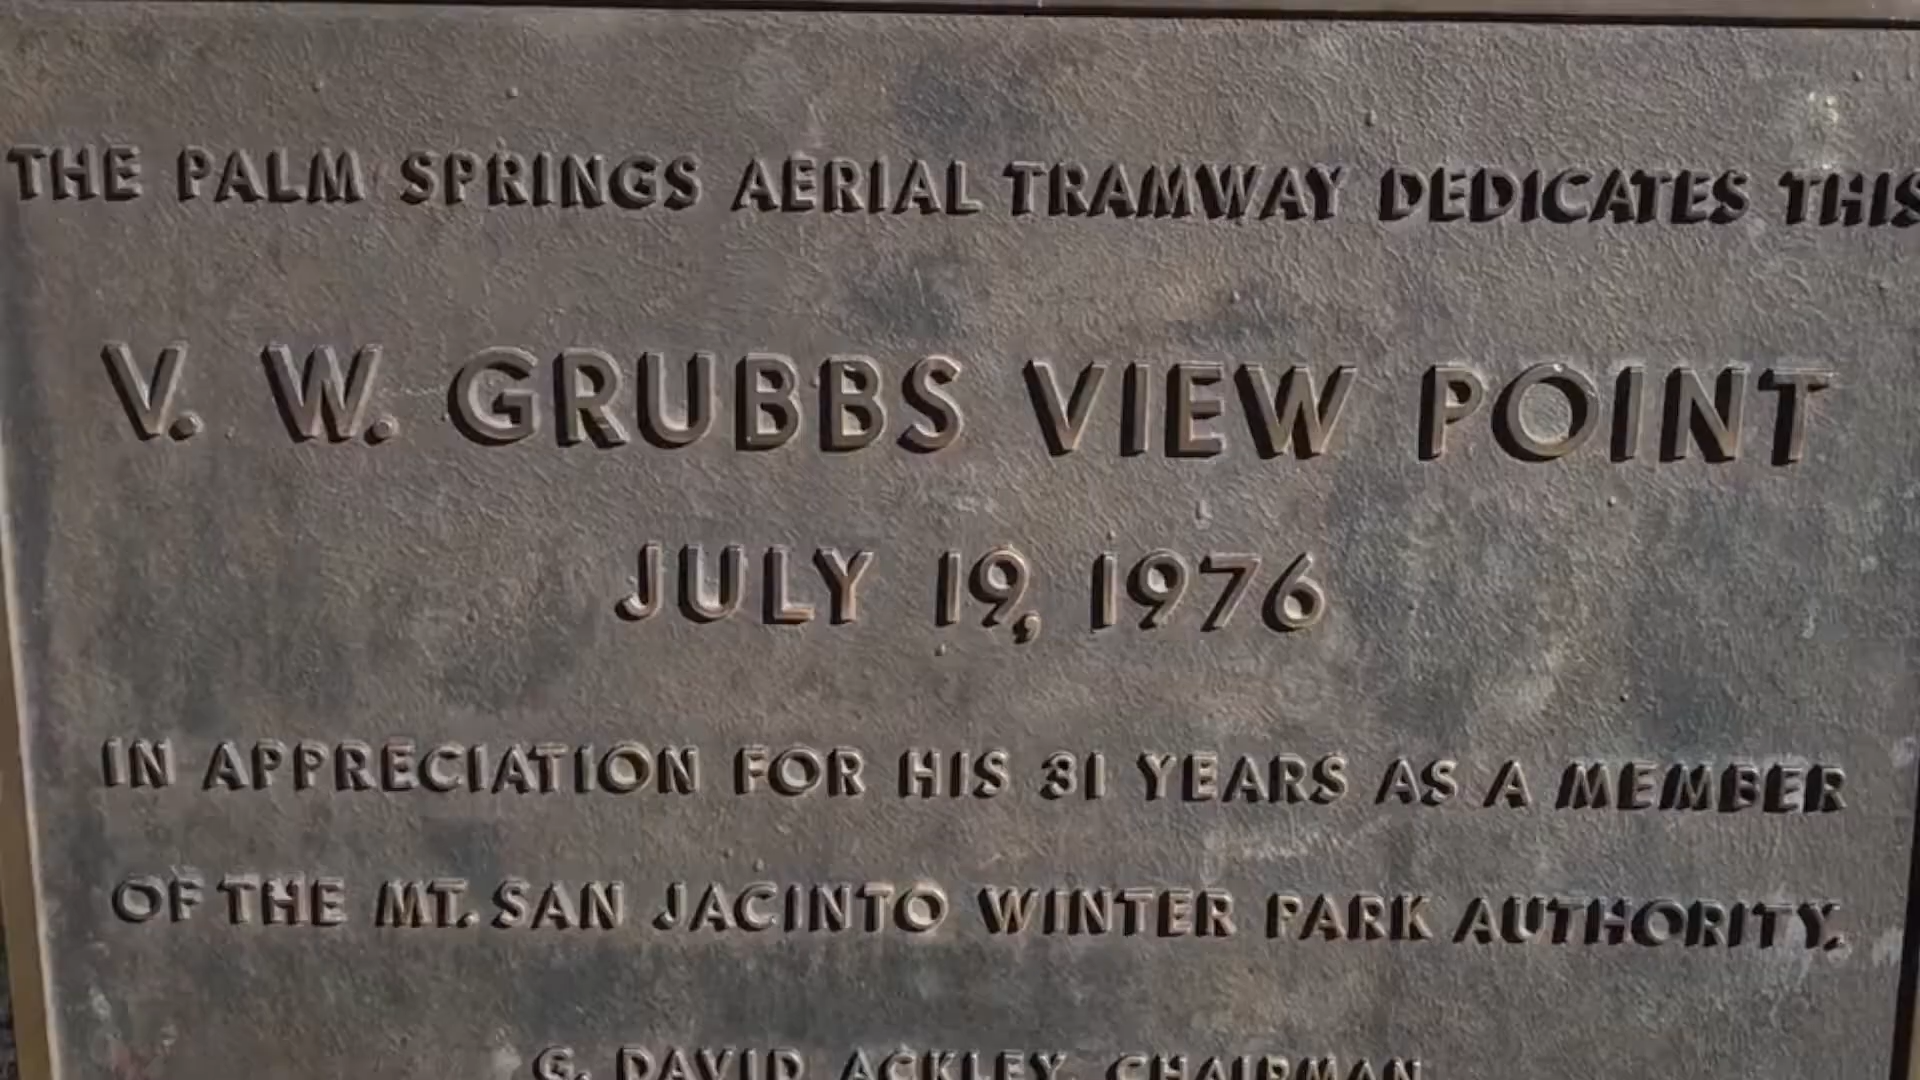 THE PALM SPRINGS AERIAL TRAMWAY DEDICATES THIS
V. W. GRUBBS VIEW POINT
JULY 19, 1976
IN APPRECIATION FOR HIS 31 YEARS AS A MEMBER
OF THE MT. SAN JACINTO WINTER PARK AUTHORITY.
G. DAVID ACKLEY, CHAIRMAN